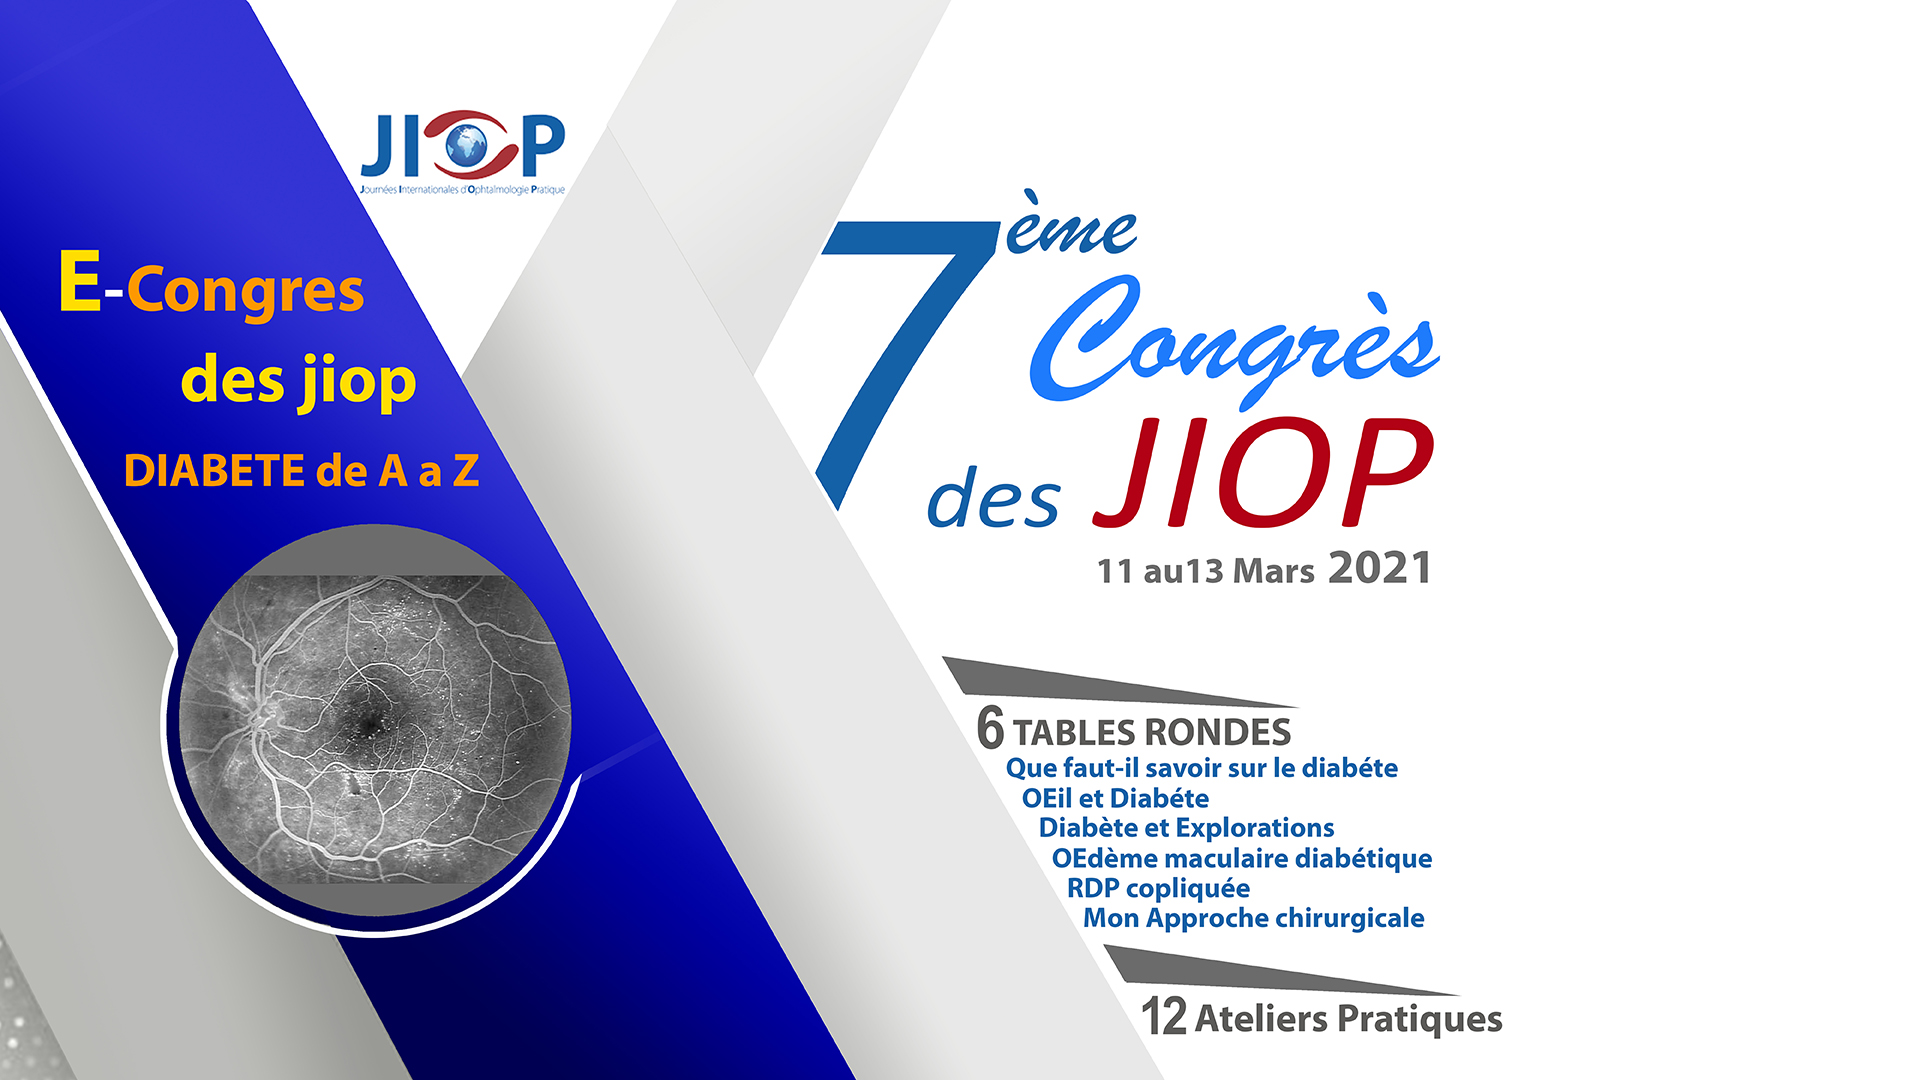 JIOP
Journées Internationales d'Ophtalmologie Pratique
E-Congres
des jiop
DIABETE de A a Z
7ème
Congrès
des JIOP
11 au13 Mars 2021
6 TABLES RONDES
Que faut-il savoir sur le diabéte
OEil et Diabéte
Diabète et Explorations
OEdème maculaire diabétique
RDP copliquée
Mon Approche chirurgicale
12 Ateliers Pratiques